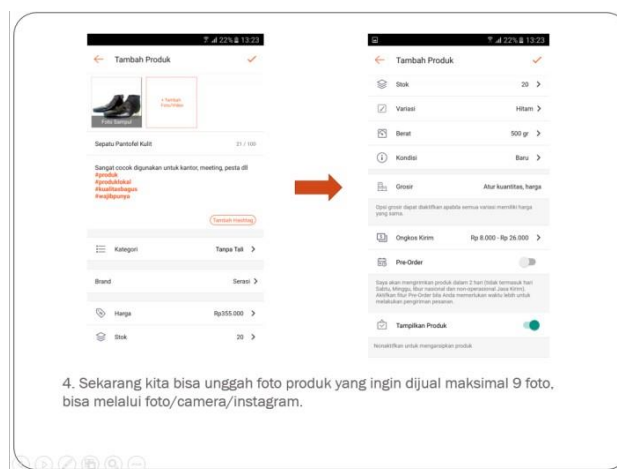 22% 13:23
Tambah Produk
+ Tambah
Foto/Video
Foto Sampul
Sepatu Pantofel Kulit 21 / 100
Sangat cocok digunakan untuk kantor, meeting, pesta dll
#produk
#produklokal
#kualitasbagus
#wajibpunya
Tambah Hashtag
Kategori Tanpa Tali
Brand Serasi
Harga Rp355.000
Stok 20
22% 13:23
Tambah Produk
Stok 20
Variasi Hitam
Berat 500 gr
Kondisi Baru
Grosir Atur kuantitas, harga
Opsi grosir dapat diaktifkan apabila semua variasi memiliki harga
yang sama.
Ongkos Kirim Rp 8.000 - Rp 26.000
Pre-Order
Saya akan mengirimkan produk dalam 2 hari (tidak termasuk hari
Sabtu, Minggu, libur nasional dan non-operasional Jasa Kirim).
Aktifkan fitur Pre-Order bila Anda memerlukan waktu lebih untuk
melakukan pengiriman pesanan.
Tampilkan Produk
Nonaktifkan untuk mengarsipkan produk
4. Sekarang kita bisa unggah foto produk yang ingin dijual maksimal 9 foto,
bisa melalui foto/camera/instagram.